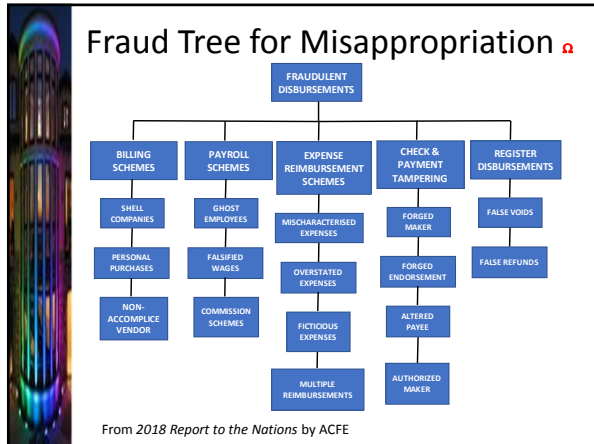 Fraud Tree for Misappropriation Ω
FRAUDULENT
DISBURSEMENTS
BILLING
SCHEMES
PAYROLL
SCHEMES
EXPENSE
REIMBURSEMENT
SCHEMES
CHECK &
PAYMENT
TAMPERING
REGISTER
DISBURSEMENTS
SHELL
COMPANIES
GHOST
EMPLOYEES
MISCHARACTERISED
EXPENSES
FORGED
MAKER
FALSE VOIDS
PERSONAL
PURCHASES
FALSIFIED
WAGES
OVERSTATED
EXPENSES
FORGED
ENDORSEMENT
FALSE REFUNDS
NON-
ACCOMPLICE
VENDOR
COMMISSION
SCHEMES
FICTICIOUS
EXPENSES
ALTERED
PAYEE
MULTIPLE
REIMBURSEMENTS
AUTHORIZED
MAKER
From 2018 Report to the Nations by ACFE